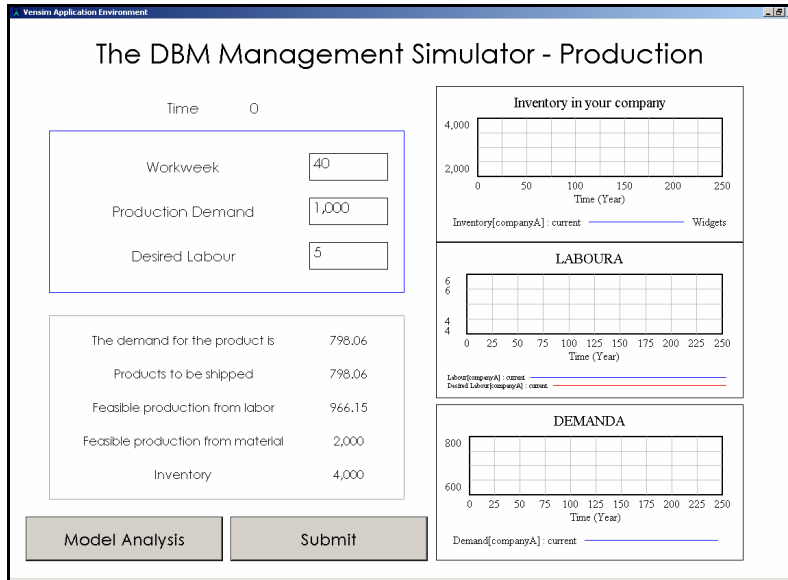 Vensim Application Environment
The DBM Management Simulator - Production
Time 0
Workweek 40
Production Demand 1,000
Desired Labour 5
The demand for the product is 798.06
Products to be shipped 798.06
Feasible production from labor 966.15
Feasible production from material 2,000
Inventory 4,000
Model Analysis
Submit
Inventory in your company
4,000
2,000
0 50 100 150 200 250
Time (Year)
Inventory[companyA] : current Widgets
LABOURA
6
6
4
4
0 25 50 75 100 125 150 175 200 225 250
Time (Year)
Labour[companyA] : current
Desired Labour[companyA] : current
DEMANDA
800
600
0 25 50 75 100 125 150 175 200 225 250
Time (Year)
Demand[companyA] : current